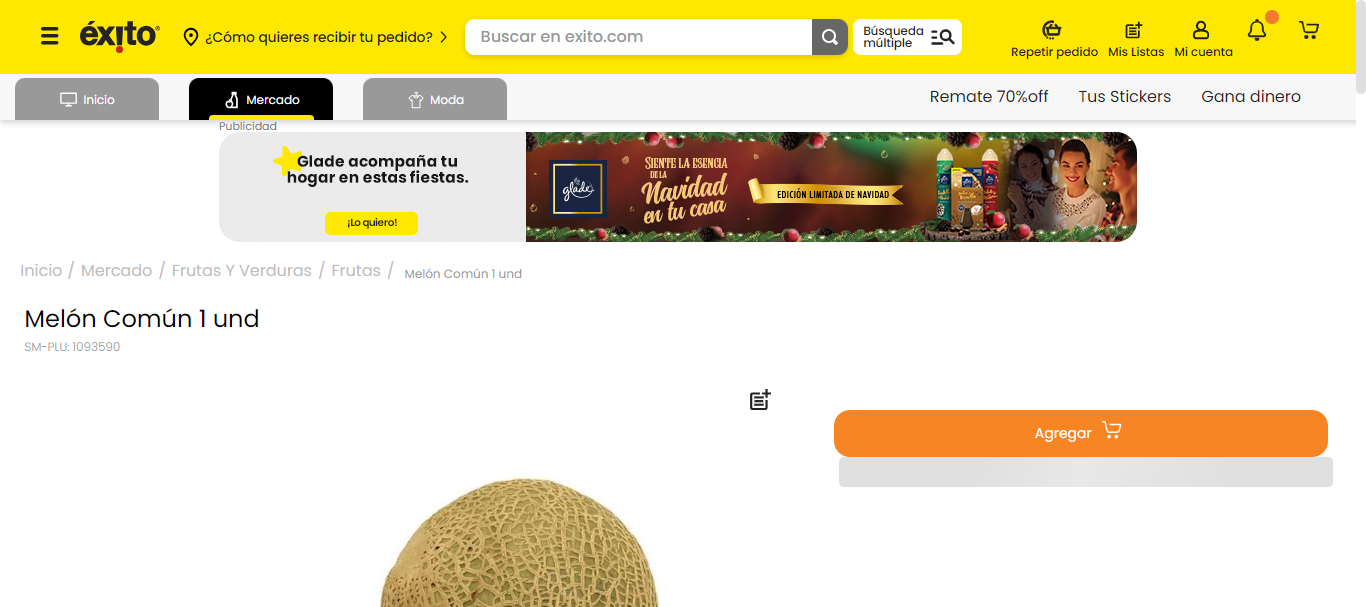 éxito
¿Cómo quieres recibir tu pedido?
Buscar en exito.com
Búsqueda
múltiple
Repetir pedido
Mis Listas
Mi cuenta
Inicio
Mercado
Moda
Remate 70%off
Tus Stickers
Gana dinero
Publicidad
Glade acompaña tu
hogar en estas fiestas.
¡Lo quiero!
glade
SIENTE LA ESENCIA
DE LA
Navidad
en tu casa
EDICIÓN LIMITADA DE NAVIDAD
Inicio / Mercado / Frutas Y Verduras / Frutas / Melón Común 1 und
Melón Común 1 und
SM-PLU: 1093590
Agregar